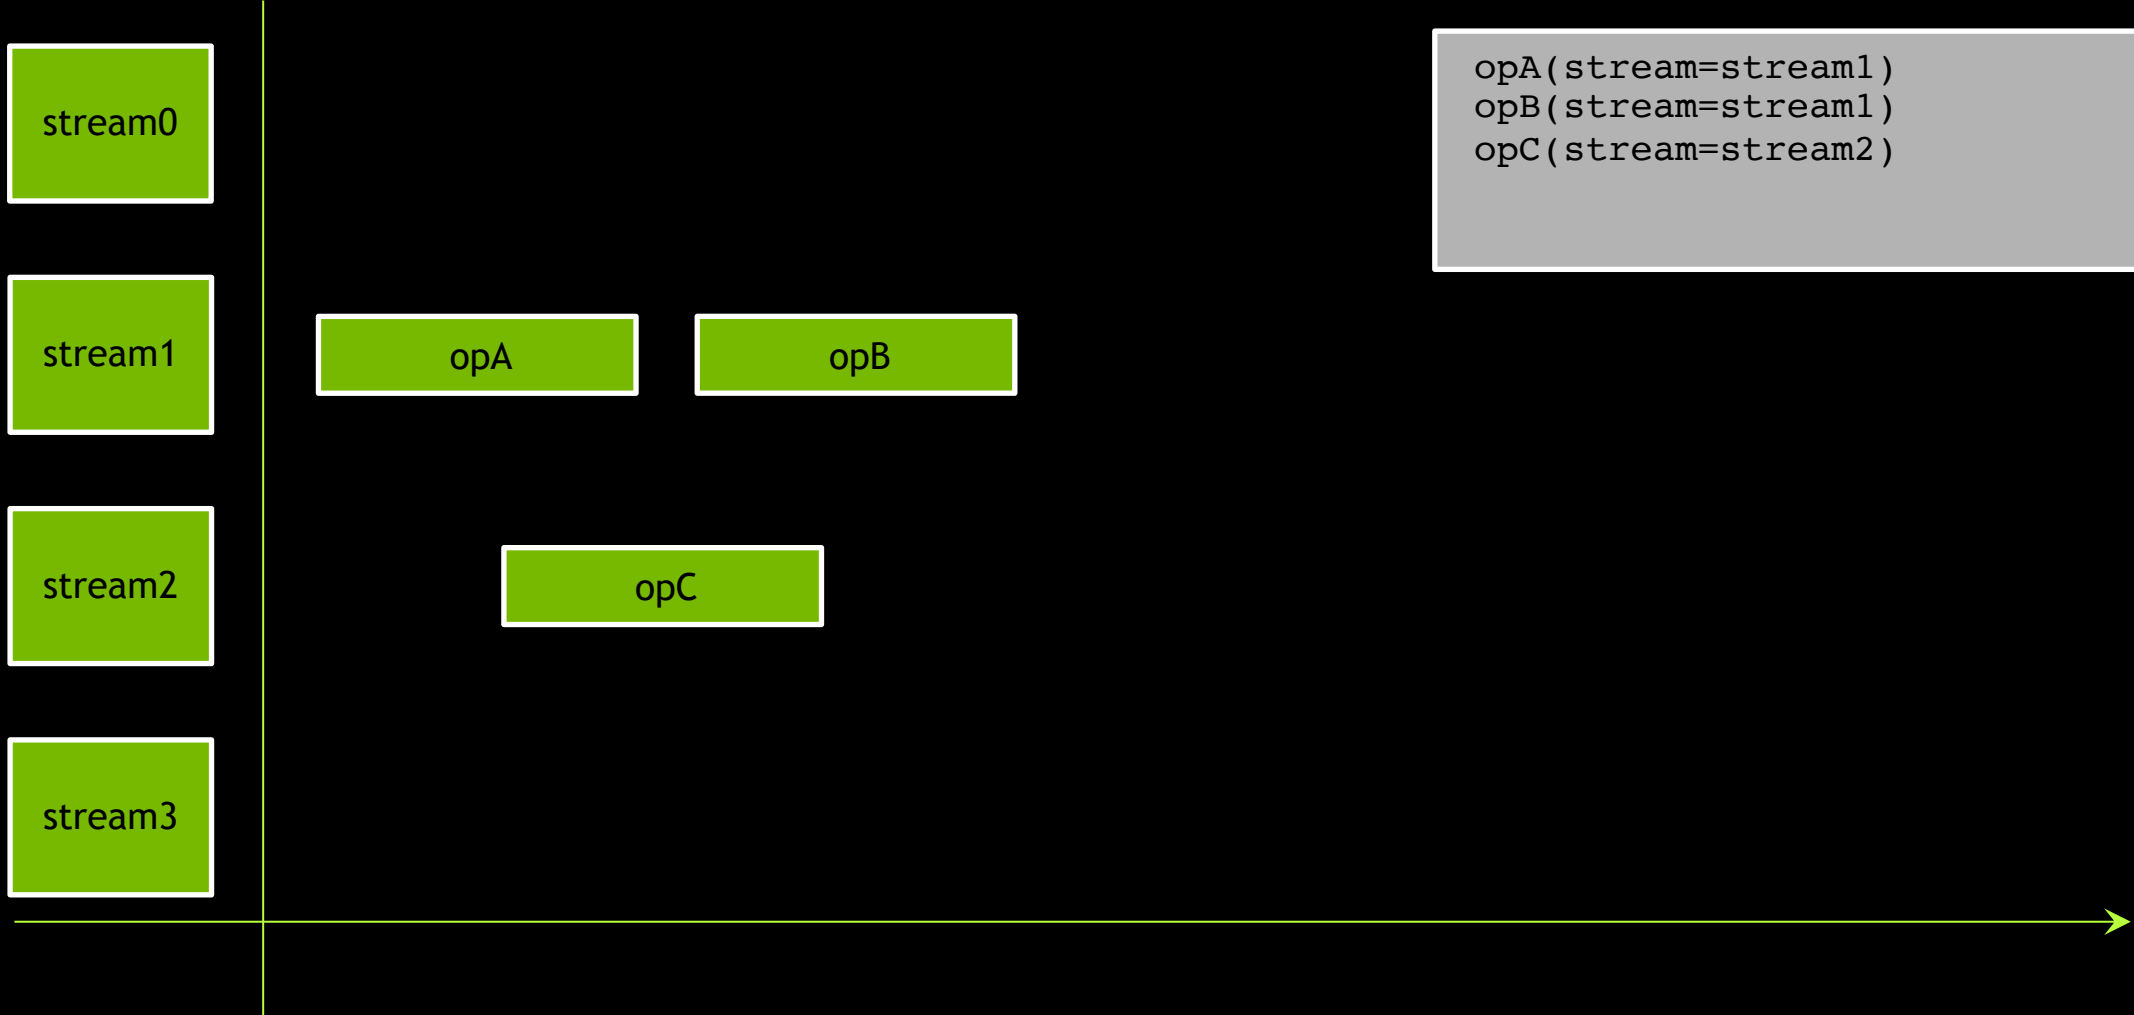 stream0
opA(stream=stream1)
opB(stream=stream1)
opC(stream=stream2)
stream1
opA
opB
stream2
opC
stream3